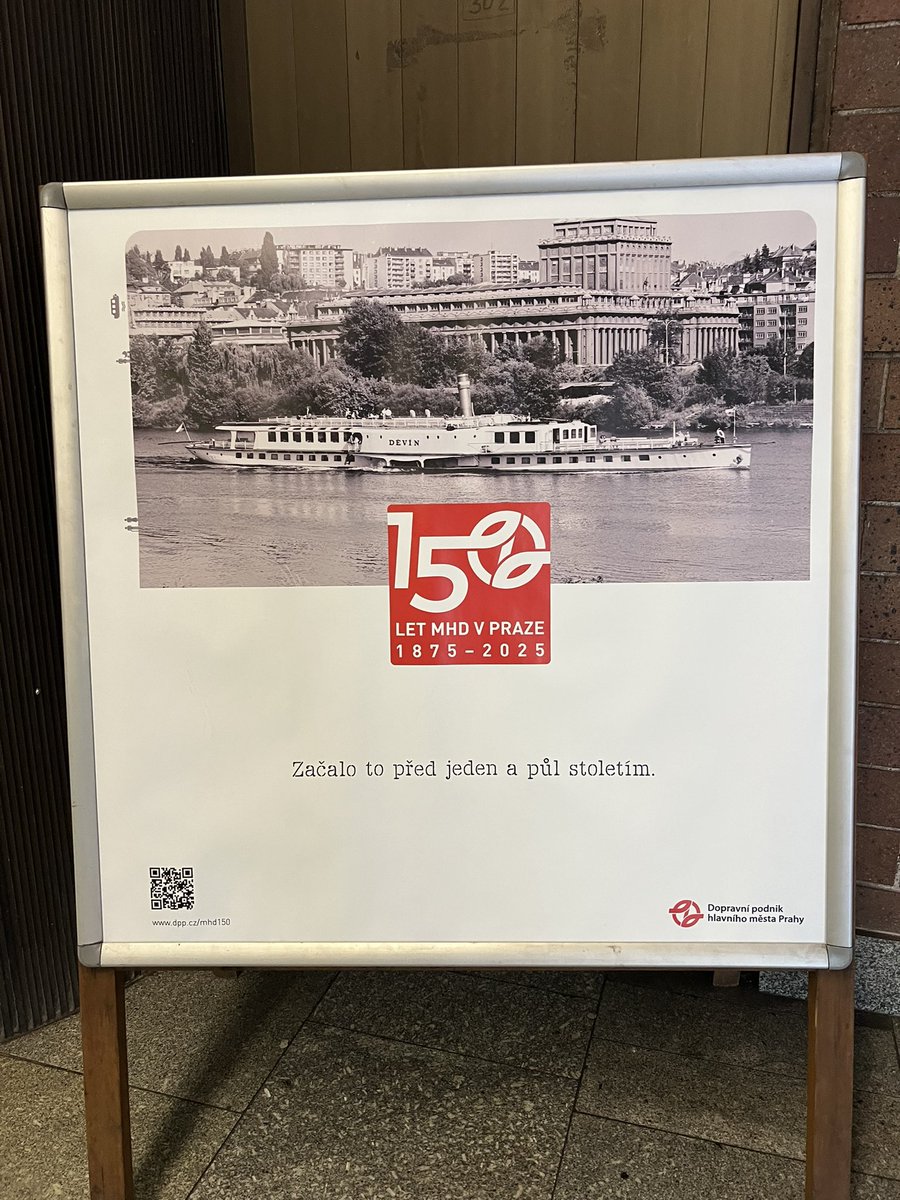 302
DEVÍN
150
LET MHD V PRAZE
1875–2025
Začalo to před jeden a půl stoletím.
www.dpp.cz/mhd150
Dopravní podnik
hlavního města Prahy